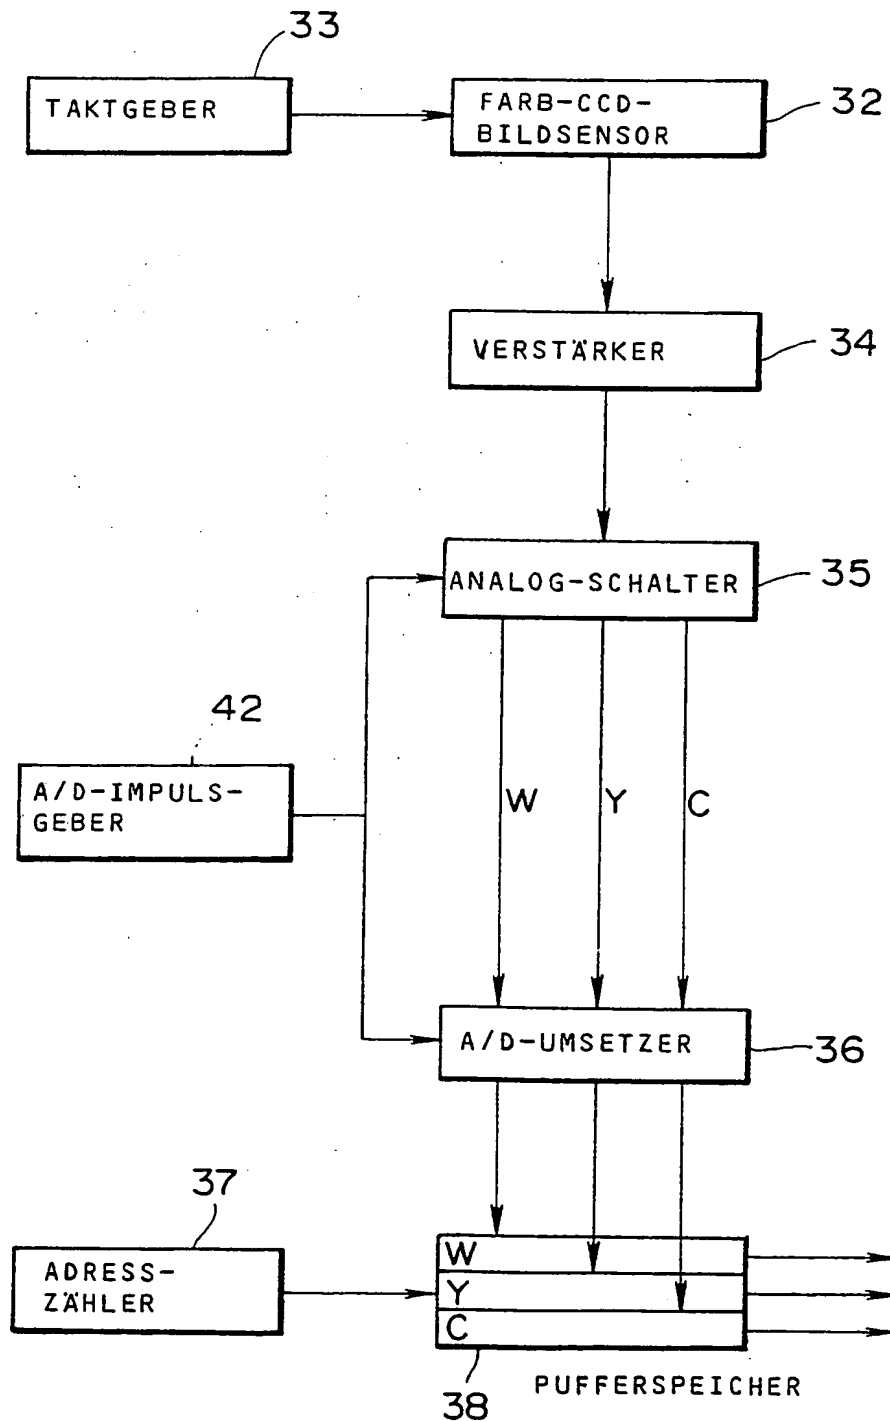 33
TAKTGEBER
FARB-CCD-
BILDSENSOR
32
VERSTÄRKER
34
ANALOG-SCHALTER
35
42
A/D-IMPULS-
GEBER
W Y C
A/D-UMSETZER
36
37
ADRESS-
ZÄHLER
W
Y
C
38
PUFFERSPEICHER